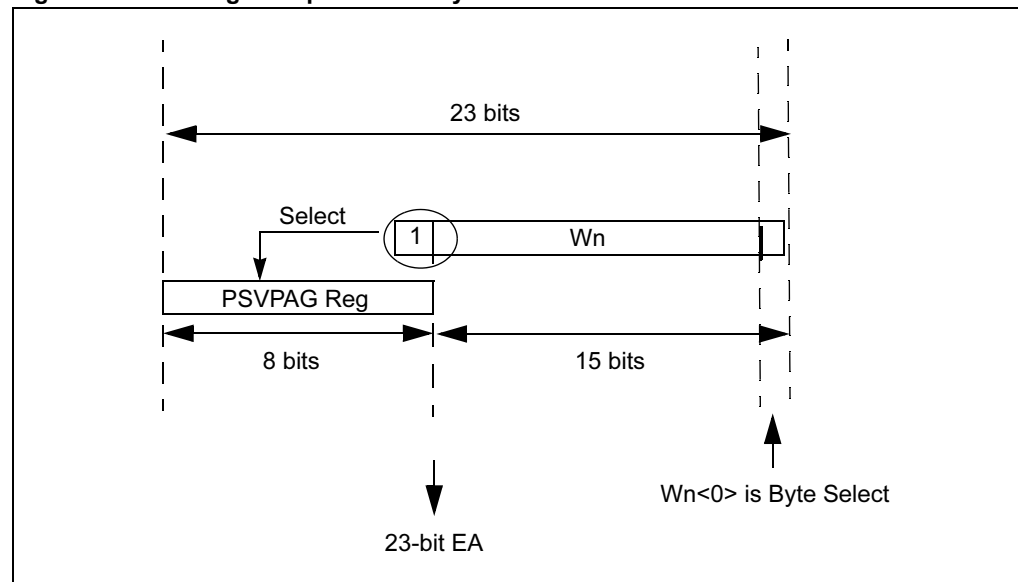 23 bits
Select
1
Wn
PSVPAG Reg
8 bits
15 bits
Wn<0> is Byte Select
23-bit EA